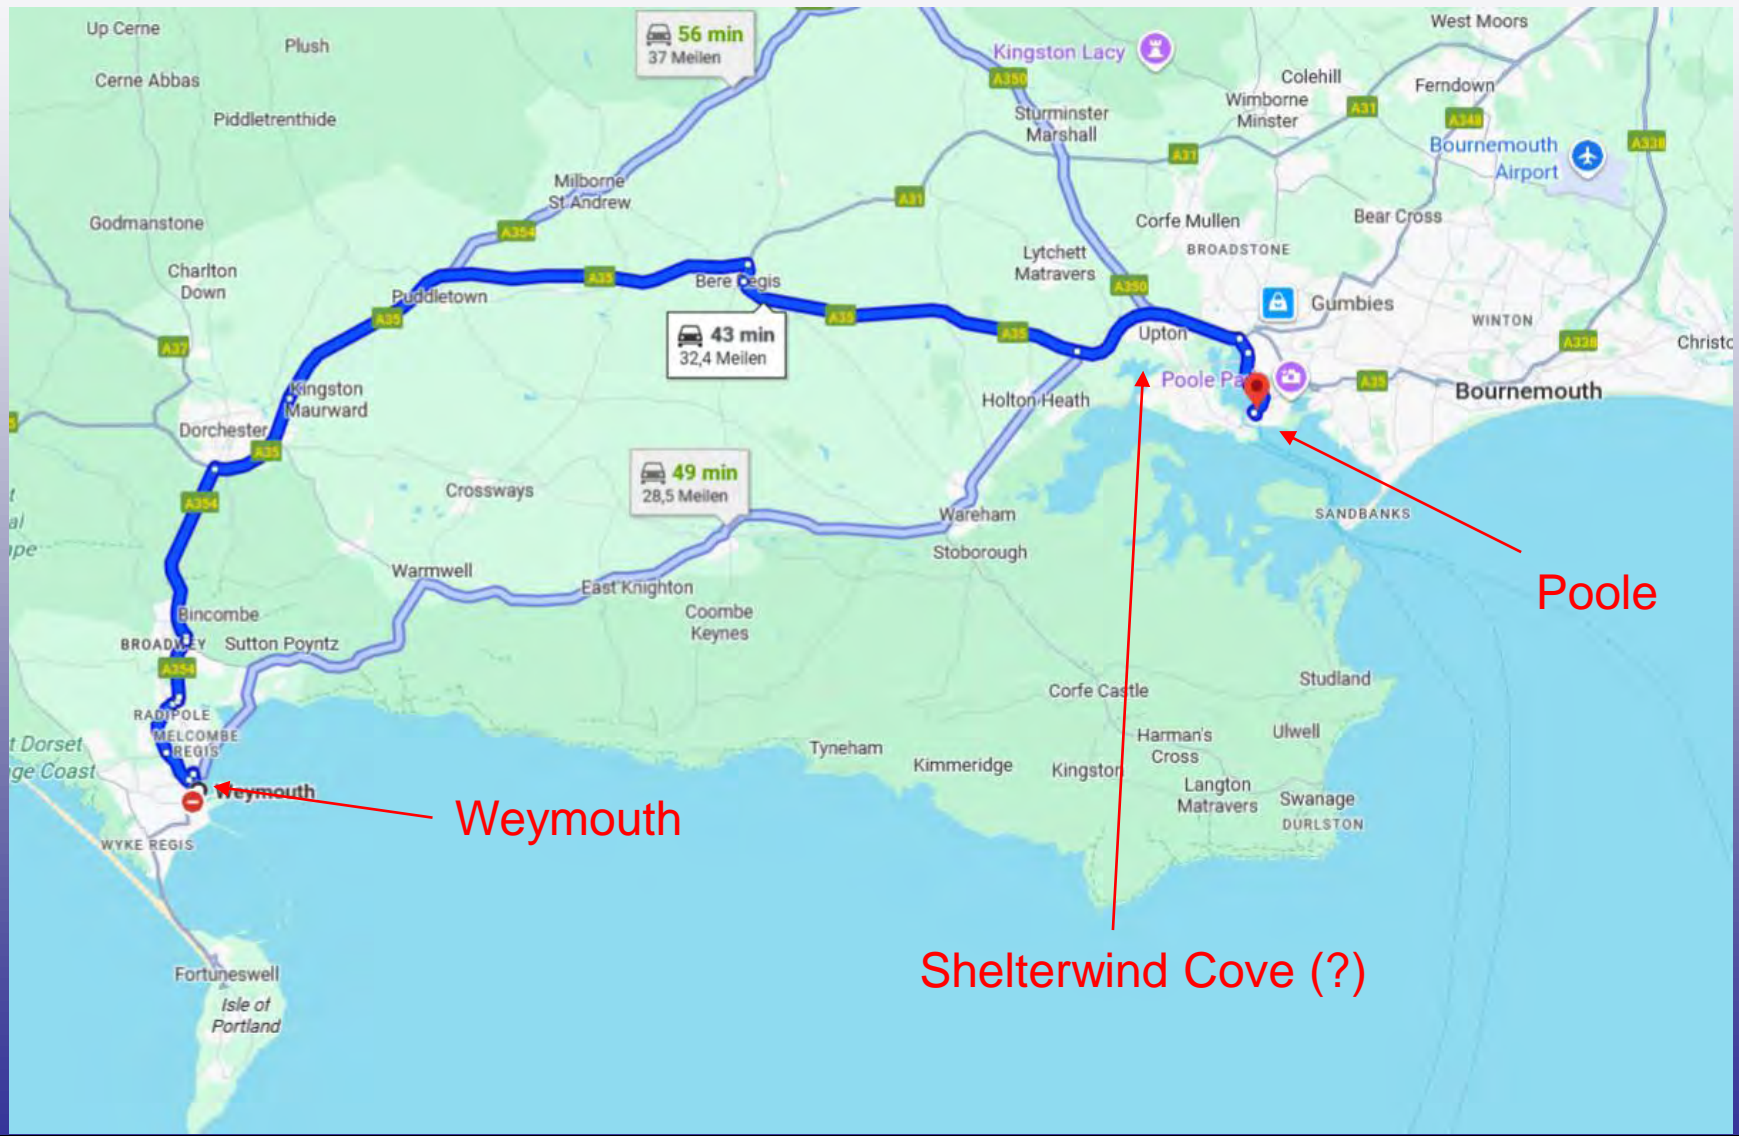 Up Cerne
Plush
56 min
37 Meilen
West Moors
Kingston Lacy
A350
Cerne Abbas
Colehill
Ferndown
Wimborne
Minster
A31
A348
Piddletrenthide
Sturminster
Marshall
Bournemouth
Airport
A338
A31
Milborne
St Andrew
A31
Godmanstone
A354
Corfe Mullen
Bear Cross
BROADSTONE
Lytchett
Matravers
Charlton
Down
A35
Bere Regis
A350
Puddletown
Gumbies
A35
A35
A35
WINTON
43 min
32,4 Meilen
Upton
A338
Christc
A37
Poole Pa
A35
Kingston
Maurward
Holton Heath
Bournemouth
Dorchester
A35
49 min
28,5 Meilen
Crossways
A354
Wareham
SANDBANKS
Stoborough
Warmwell
East Knighton
Poole
Bincombe
Coombe
Keynes
BROADWEY
Sutton Poyntz
A354
Studland
Corfe Castle
RADIPOLE
MELCOMBE
REGIS
t Dorset
ge Coast
Ulwell
Harman's
Cross
Tyneham
Kimmeridge
Kingston
Langton
Matravers
Swanage
DURLSTON
Weymouth
Weymouth
WYKE REGIS
Shelterwind Cove (?)
Fortuneswell
Isle of
Portland